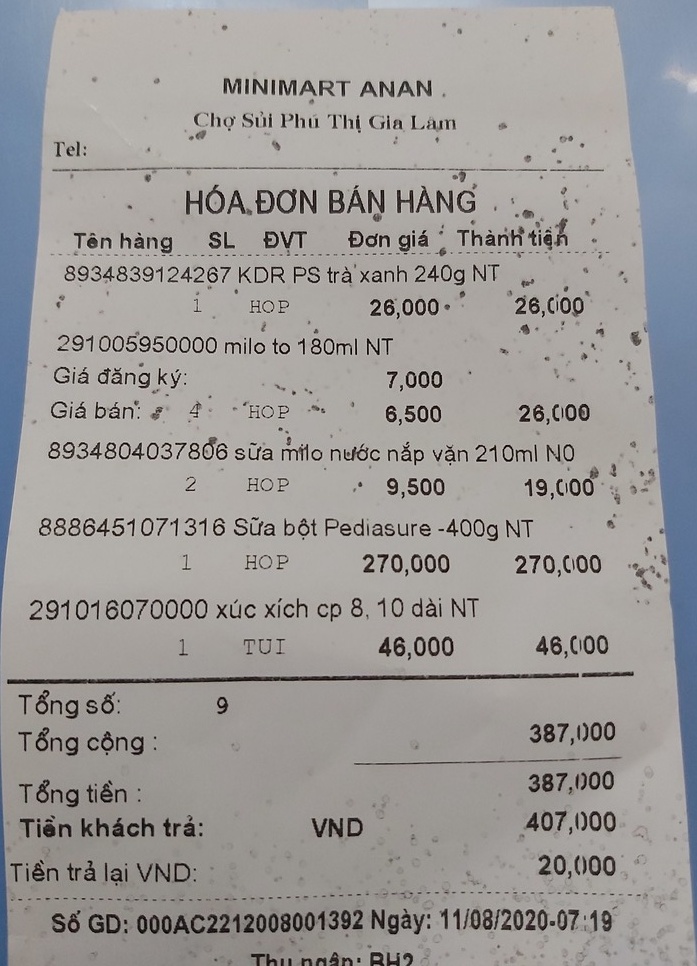 MINIMART ANAN
Chợ Sủi Phú Thị Gia Lâm
Tel:
HÓA ĐƠN BÁN HÀNG
Tên hàng SL ĐVT Đơn giá Thành tiền
8934839124267 KDR PS trà xanh 240g NT
1 HOP 26,000 26,000
291005950000 milo to 180ml NT
Giá đăng ký: 7,000
Giá bán: 4 HOP 6,500 26,000
8934804037806 sữa milo nước nắp vặn 210ml N0
2 HOP 9,500 19,000
8886451071316 Sữa bột Pediasure -400g NT
1 HOP 270,000 270,000
291016070000 xúc xích cp 8, 10 dài NT
1 TUI 46,000 46,000
Tổng số: 9
Tổng cộng : 387,000
Tổng tiền : 387,000
Tiền khách trả: VND 407,000
Tiền trả lại VND: 20,000
Số GD: 000AC2212008001392 Ngày: 11/08/2020-07:19
Thu ngân: BH2